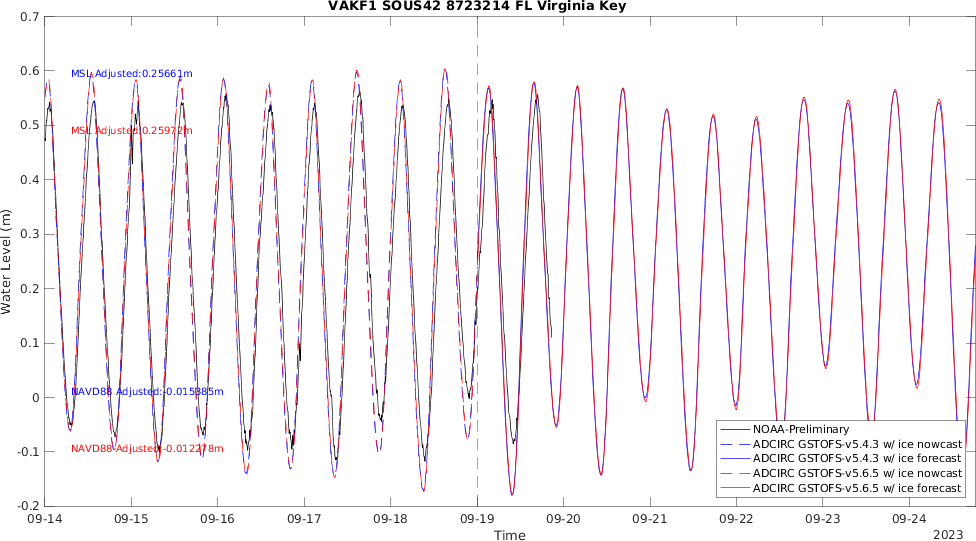 VAKF1 SOUS42 8723214 FL Virginia Key
0.7
0.6
0.5
0.4
0.3
0.2
0.1
0
-0.1
-0.2
Water Level (m)
MSL Adjusted:0.25661m
MSL Adjusted:0.25972m
NAVD88 Adjusted:-0.015385m
NAVD88 Adjusted:-0.012278m
NOAA-Preliminary
ADCIRC GSTOFS-v5.4.3 w/ ice nowcast
ADCIRC GSTOFS-v5.4.3 w/ ice forecast
ADCIRC GSTOFS-v5.6.5 w/ ice nowcast
ADCIRC GSTOFS-v5.6.5 w/ ice forecast
09-14 09-15 09-16 09-17 09-18 09-19 09-20 09-21 09-22 09-23 09-24
Time
2023